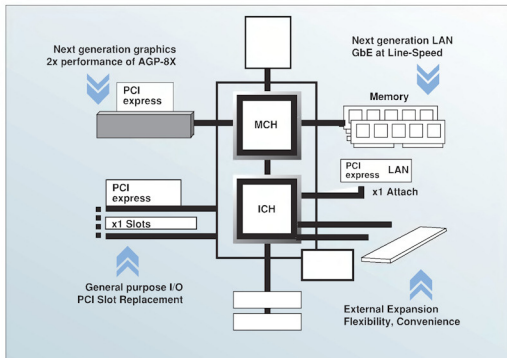 Next generation graphics
2x performance of AGP-8X
Next generation LAN
GbE at Line-Speed
PCI
express
Memory
MCH
PCI
express LAN
x1 Attach
PCI
express
x1 Slots
ICH
General purpose I/O
PCI Slot Replacement
External Expansion
Flexibility, Convenience